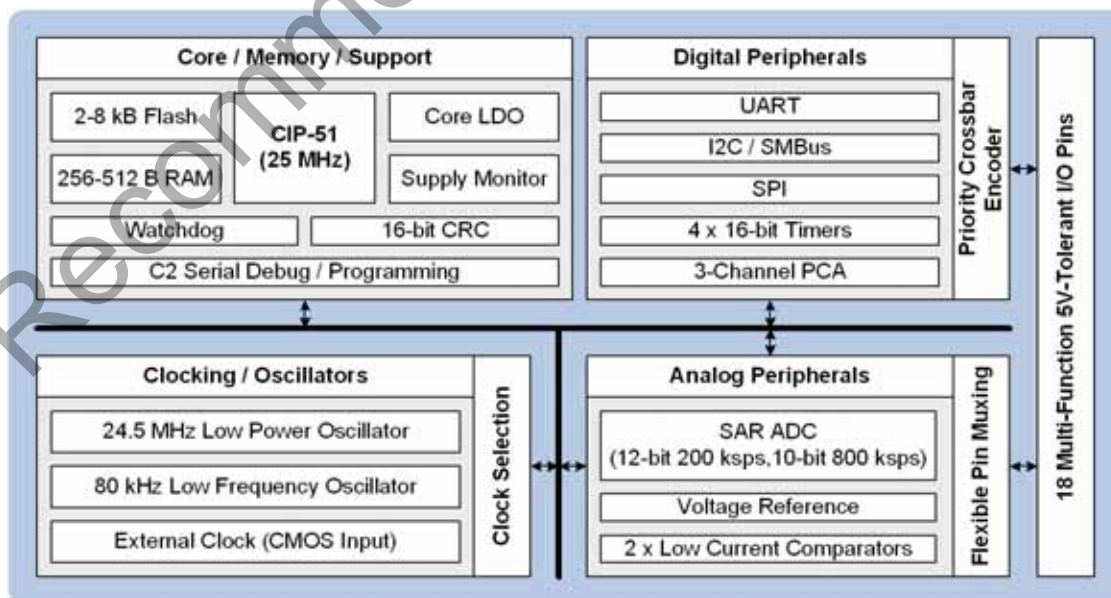 Recomme
Core / Memory / Support
2-8 kB Flash
CIP-51
(25 MHz)
Core LDO
256-512 B RAM
Supply Monitor
Watchdog
16-bit CRC
C2 Serial Debug / Programming
Digital Peripherals
UART
I2C / SMBus
SPI
4 x 16-bit Timers
3-Channel PCA
Priority Crossbar
Encoder
Clocking / Oscillators
24.5 MHz Low Power Oscillator
80 kHz Low Frequency Oscillator
External Clock (CMOS Input)
Clock Selection
Analog Peripherals
SAR ADC
(12-bit 200 ksps,10-bit 800 ksps)
Voltage Reference
2 x Low Current Comparators
Flexible Pin Muxing
18 Multi-Function 5V-Tolerant I/O Pins